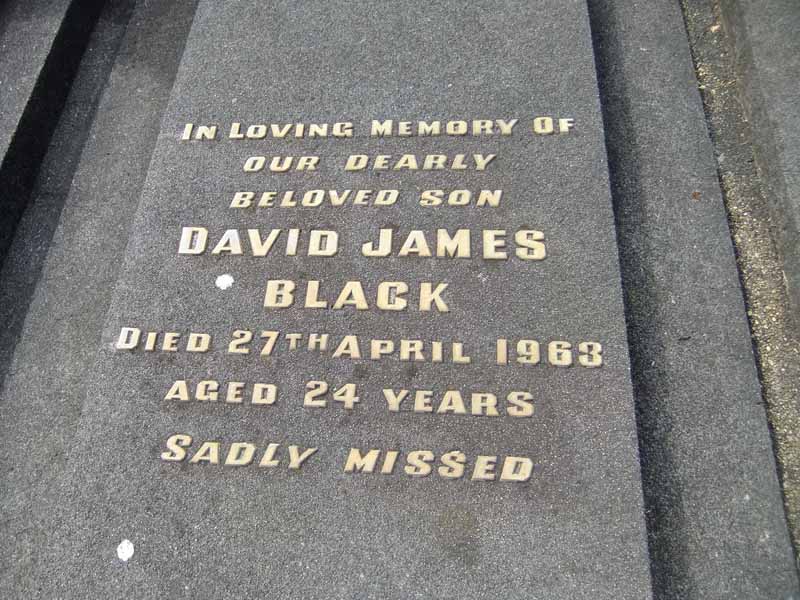 In Loving Memory Of
OUR DEARLY
BELOVED SON
DAVID JAMES
BLACK
Died 27TH April 1963
AGED 24 YEARS
Sadly MISSED